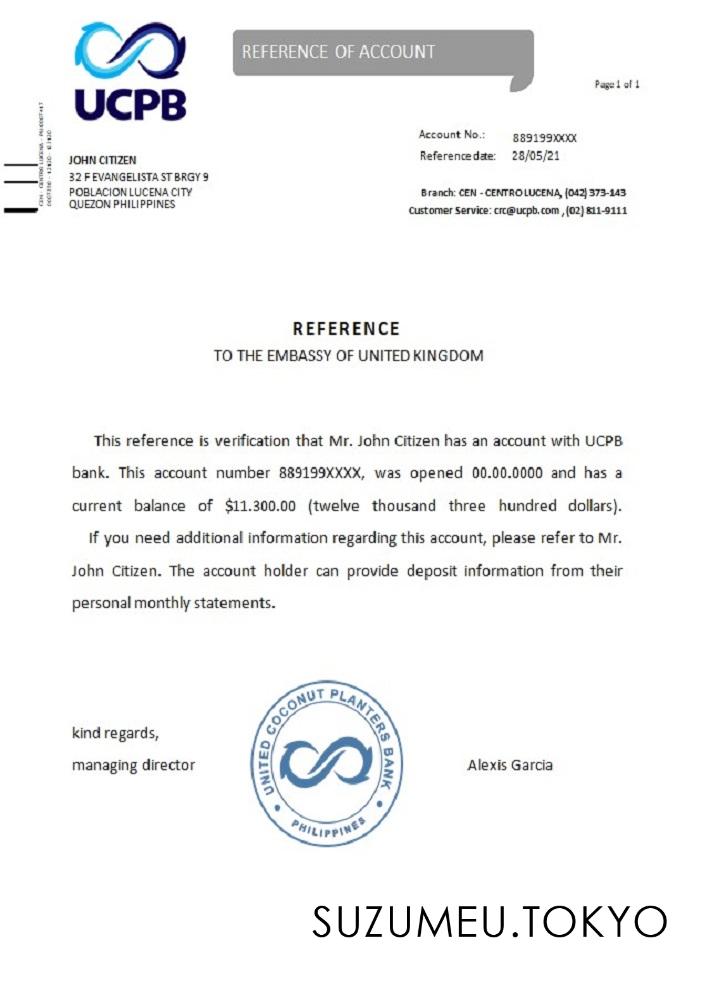 REFERENCE OF ACCOUNT
Page 1 of 1
UCPB
Account No.: 889199XXXX
Reference date: 28/05/21
JOHN CITIZEN
32 F EVANGELISTA ST BRGY 9
POBLACION LUCENA CITY
QUEZON PHILIPPINES
Branch: CEN - CENTRO LUCENA, (042) 373-143
Customer Service: crc@ucpb.com , (02) 811-9111
REFERENCE
TO THE EMBASSY OF UNITED KINGDOM
This reference is verification that Mr. John Citizen has an account with UCPB
bank. This account number 889199XXXX, was opened 00.00.0000 and has a
current balance of $11.300.00 (twelve thousand three hundred dollars).
If you need additional information regarding this account, please refer to Mr.
John Citizen. The account holder can provide deposit information from their
personal monthly statements.
kind regards,
managing director
UNITED COCONUT PLANTERS BANK
PHILIPPINES
Alexis Garcia
SUZUMEU.TOKYO